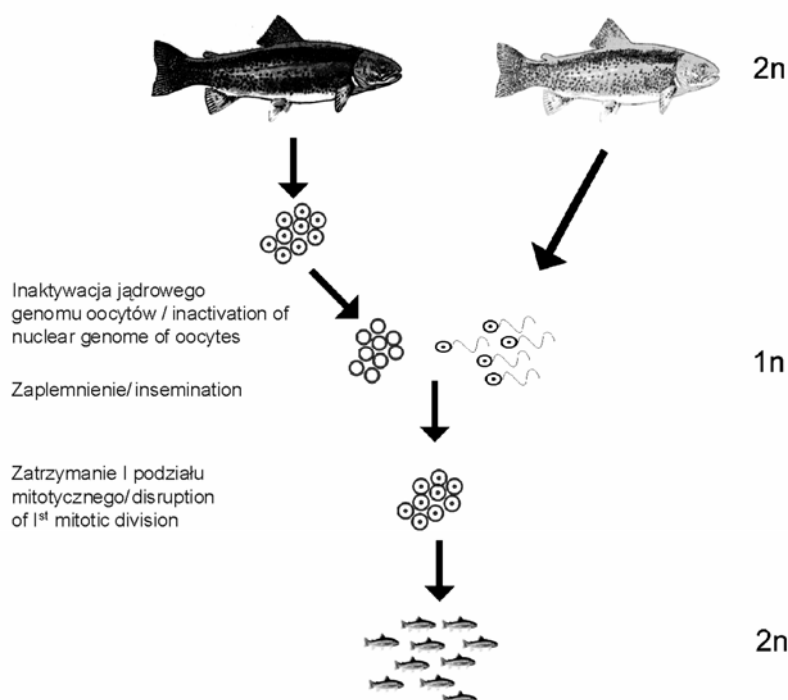 2n
Inaktywacja jądrowego
genomu oocytów / inactivation of
nuclear genome of oocytes
1n
Zaplemnienie/ insemination
Zatrzymanie I podziału
mitotycznego/disruption
of Ist mitotic division
2n